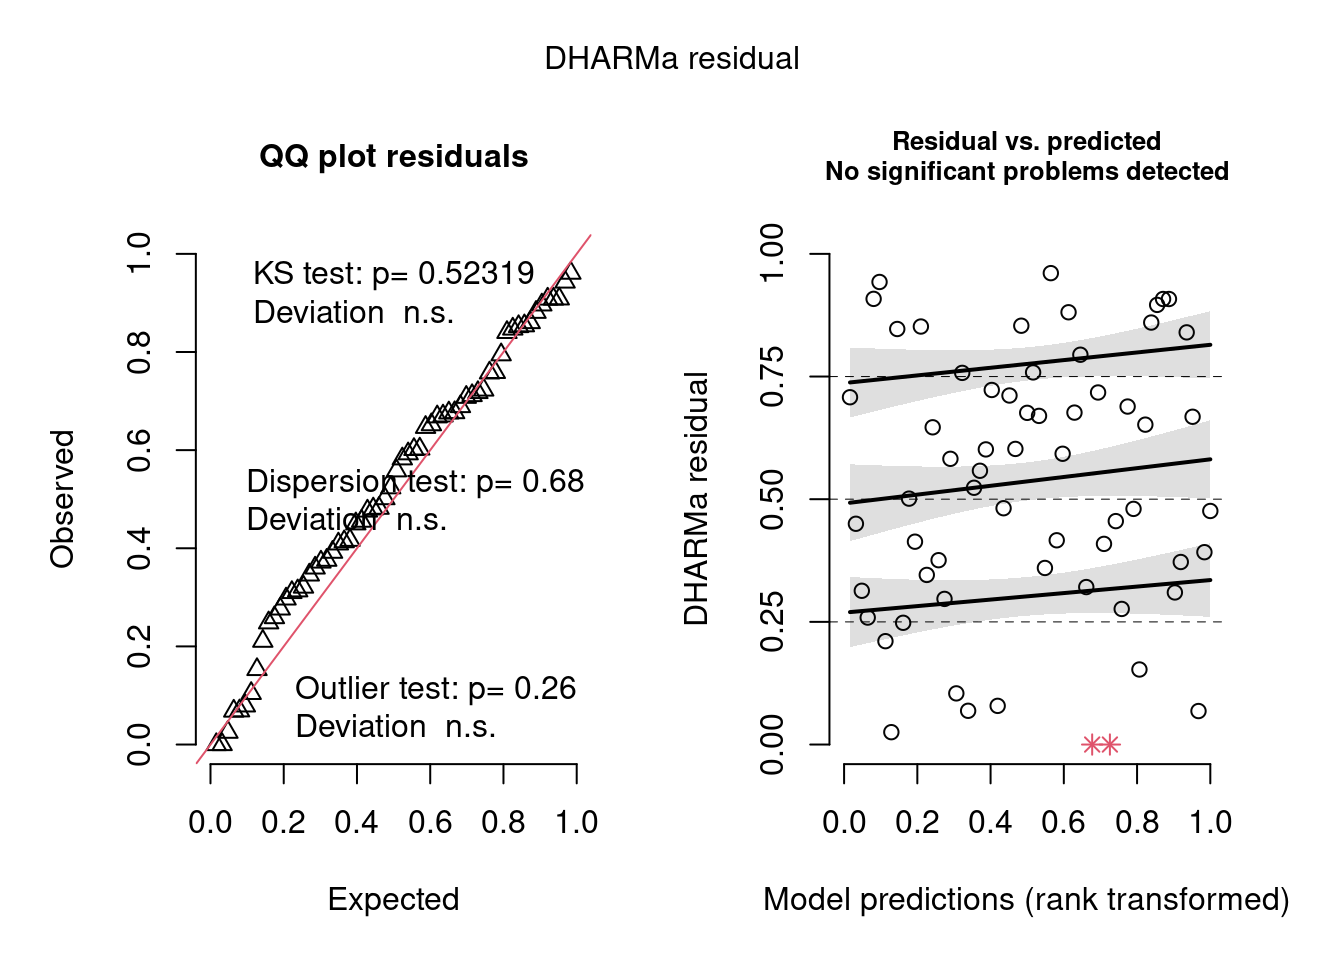 DHARMa residual
QQ plot residuals
KS test: p= 0.52319
Deviation n.s.
Dispersion test: p= 0.68
Deviation n.s.
Outlier test: p= 0.26
Deviation n.s.
Observed
0.0 0.2 0.4 0.6 0.8 1.0
0.0 0.2 0.4 0.6 0.8 1.0
Expected
Residual vs. predicted
No significant problems detected
DHARMa residual
0.00 0.25 0.50 0.75 1.00
0.0 0.2 0.4 0.6 0.8 1.0
Model predictions (rank transformed)